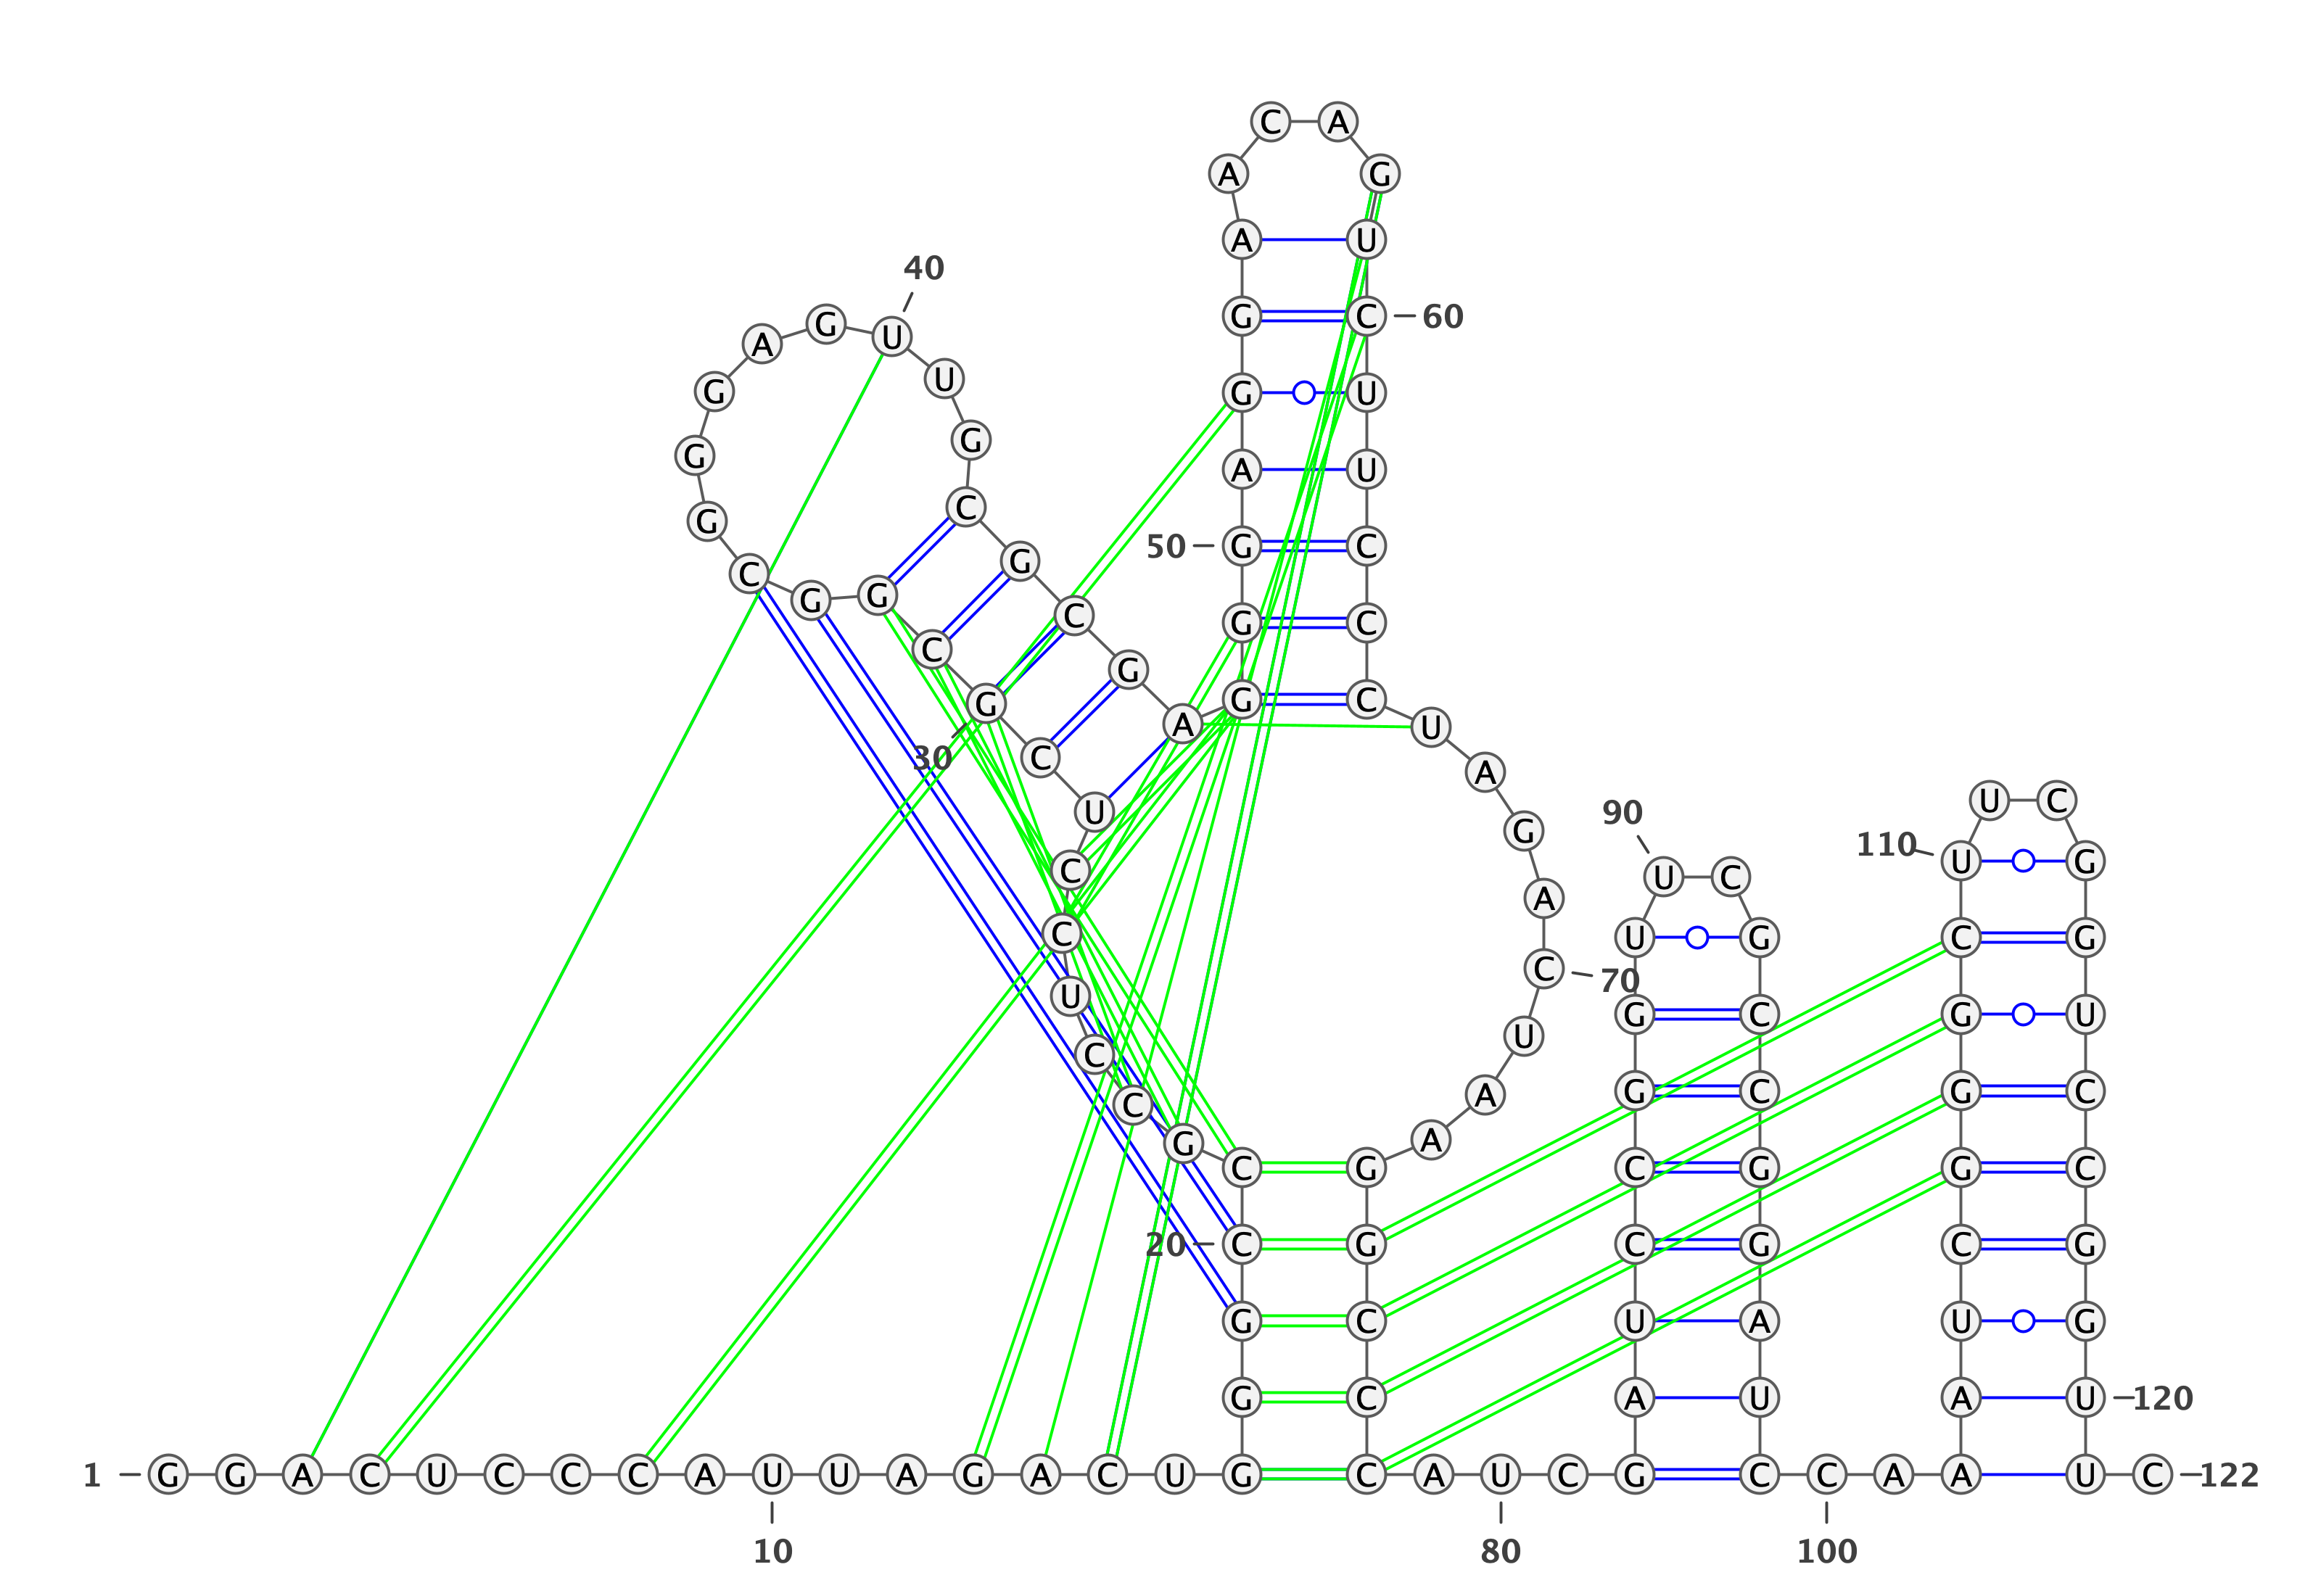 C A
A G
A U
40
A G U G C 60
G U G U
G G A U
G C
50 G C
C G
G G C G C
C G
G A G C U
30 C
A
U U C
90
G
110 U G
C U C
A
C U G C G
C 70
U G C G U
U
C
C A G C G C
G A
C G C G G C
20 C G C G C G
G C U A U G
G C A U A U 120
1 G G A C U C C C A U U A G A C U G C A U C G C C A A U C 122
10 80 100